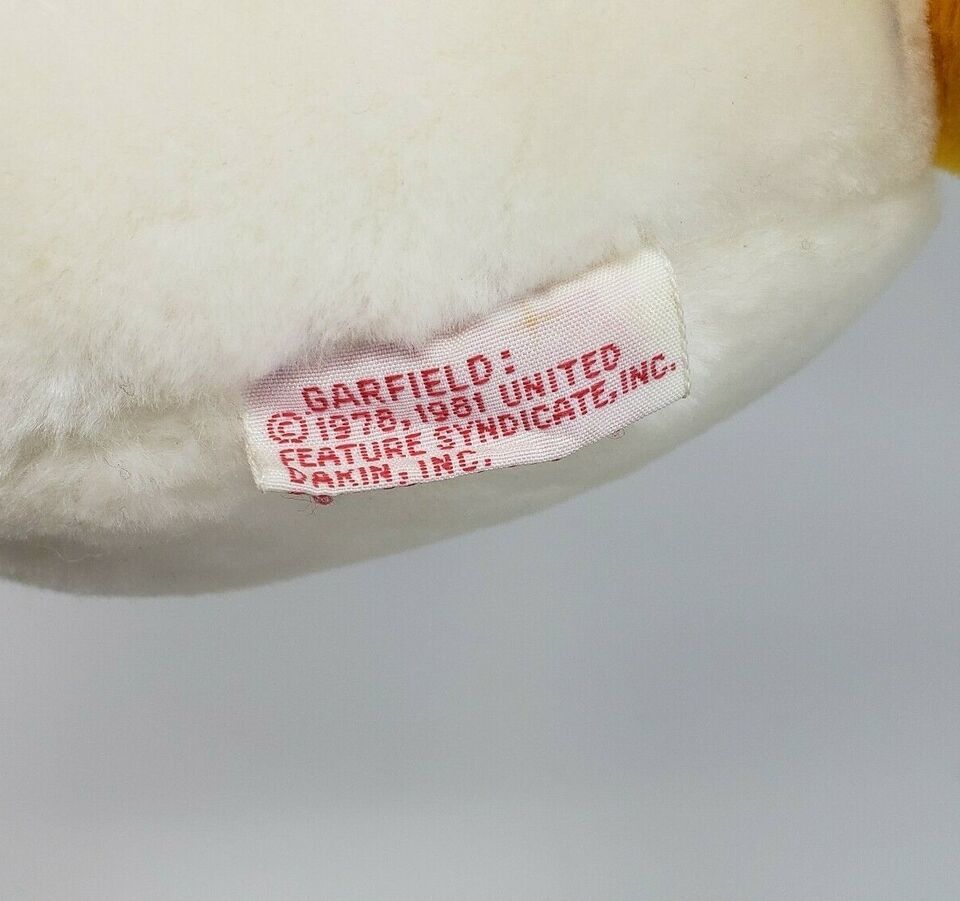 GARFIELD:
© 1978, 1981 UNITED
FEATURE SYNDICATE, INC.
DAKIN, INC.